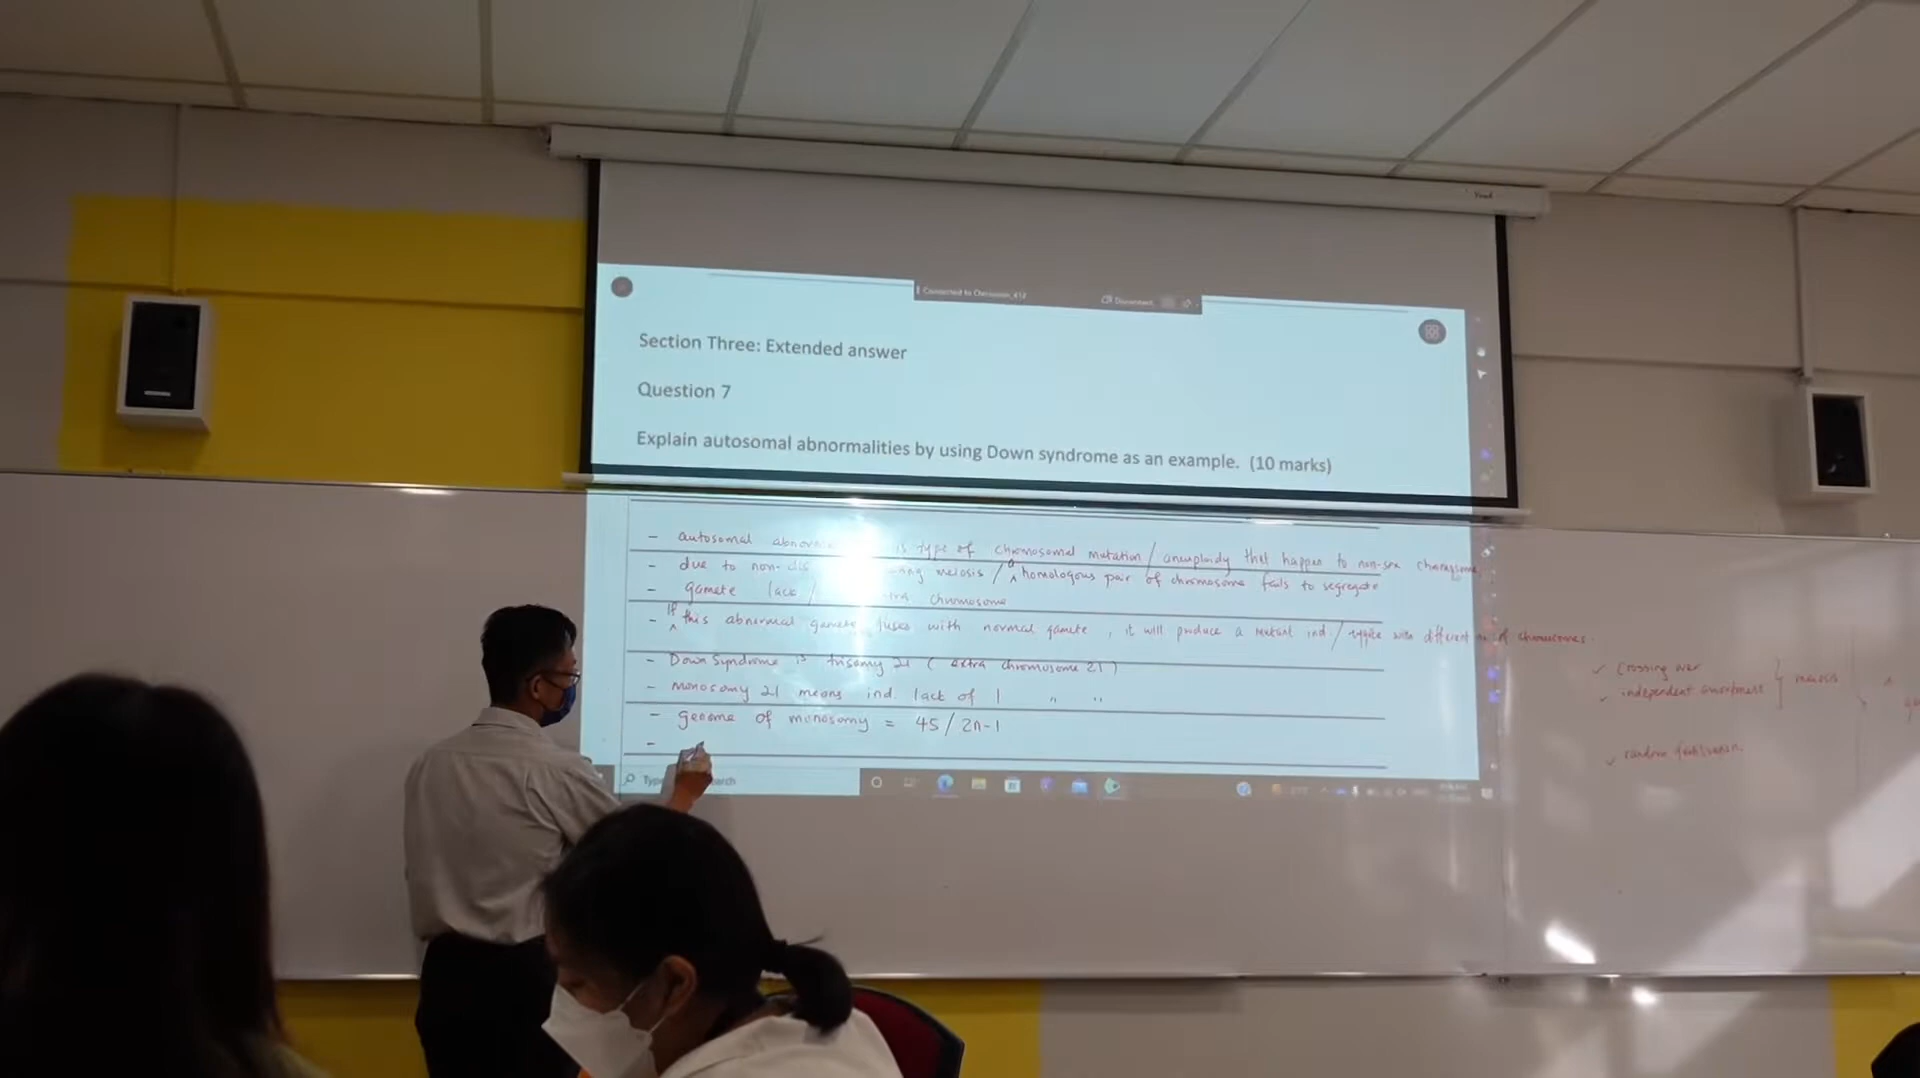 Connected to
Disconnect
Section Three: Extended answer
Question 7
Explain autosomal abnormalities by using Down syndrome as an example. (10 marks)
- autosomal is type of chromosomal mutation / aneuploidy that happen to non-sex
- due to non-dis meiosis / a homologous pair of chromosome fails to segregate
- gamete lack / chromosome
- If this abnormal gamete fuses with normal gamete, it will produce a mutant ind. / with different of chromosomes.
- Down Syndrome is trisomy 21 (extra chromosome 21)
- monosomy 21 means ind. lack of 1 " "
- genome of monosomy = 45 / 2n-1
-
✓ crossing over
✓ independent assortment } meiosis
✓ random